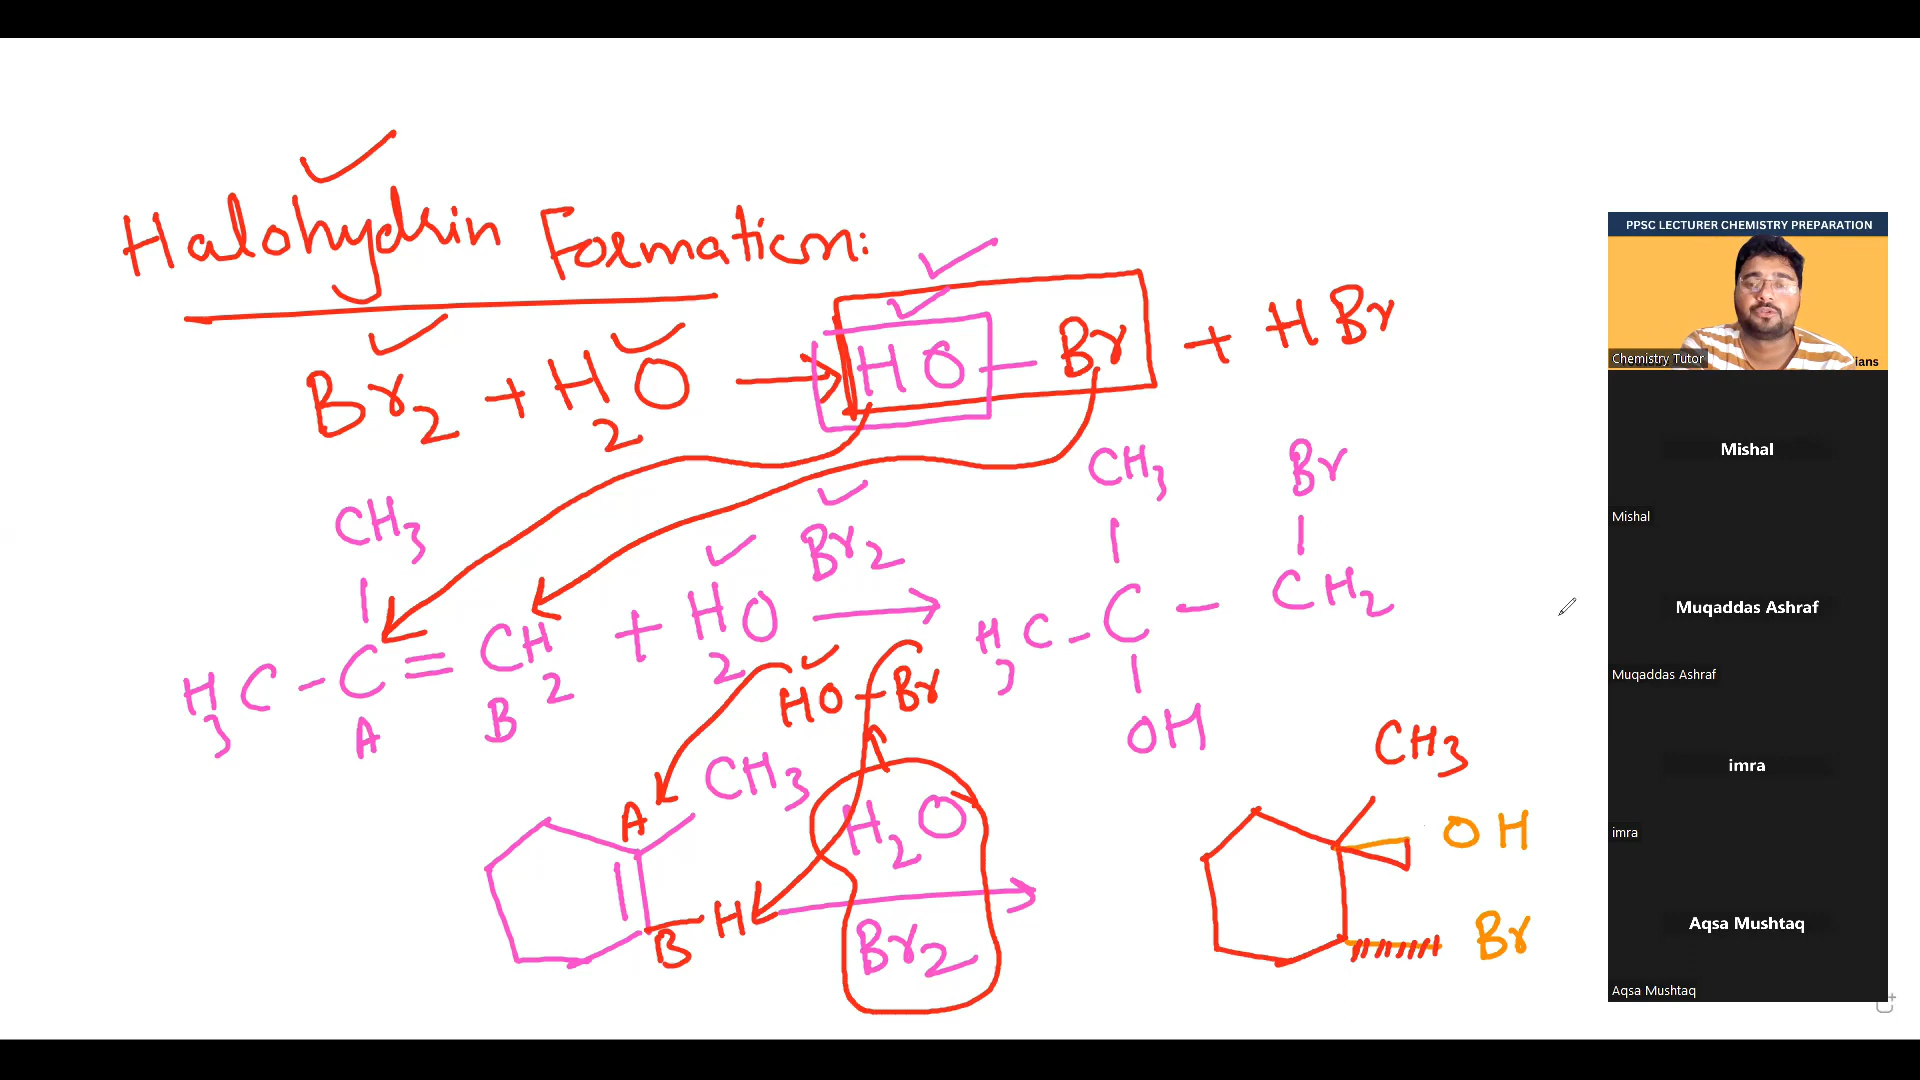 Halohydrin Formation:
Br2 + H2O → HO - Br + HBr
CH3
H3C - C = CH2 + H2O
A
B
Br2
→
CH3
Br
H3C - C - CH2
OH
HO - Br
A
CH3
B
H
H2O
Br2
CH3
OH
Br
PPSC LECTURER CHEMISTRY PREPARATION
Chemistry Tutor
ians
Mishal
Mishal
Muqaddas Ashraf
Muqaddas Ashraf
imra
imra
Aqsa Mushtaq
Aqsa Mushtaq